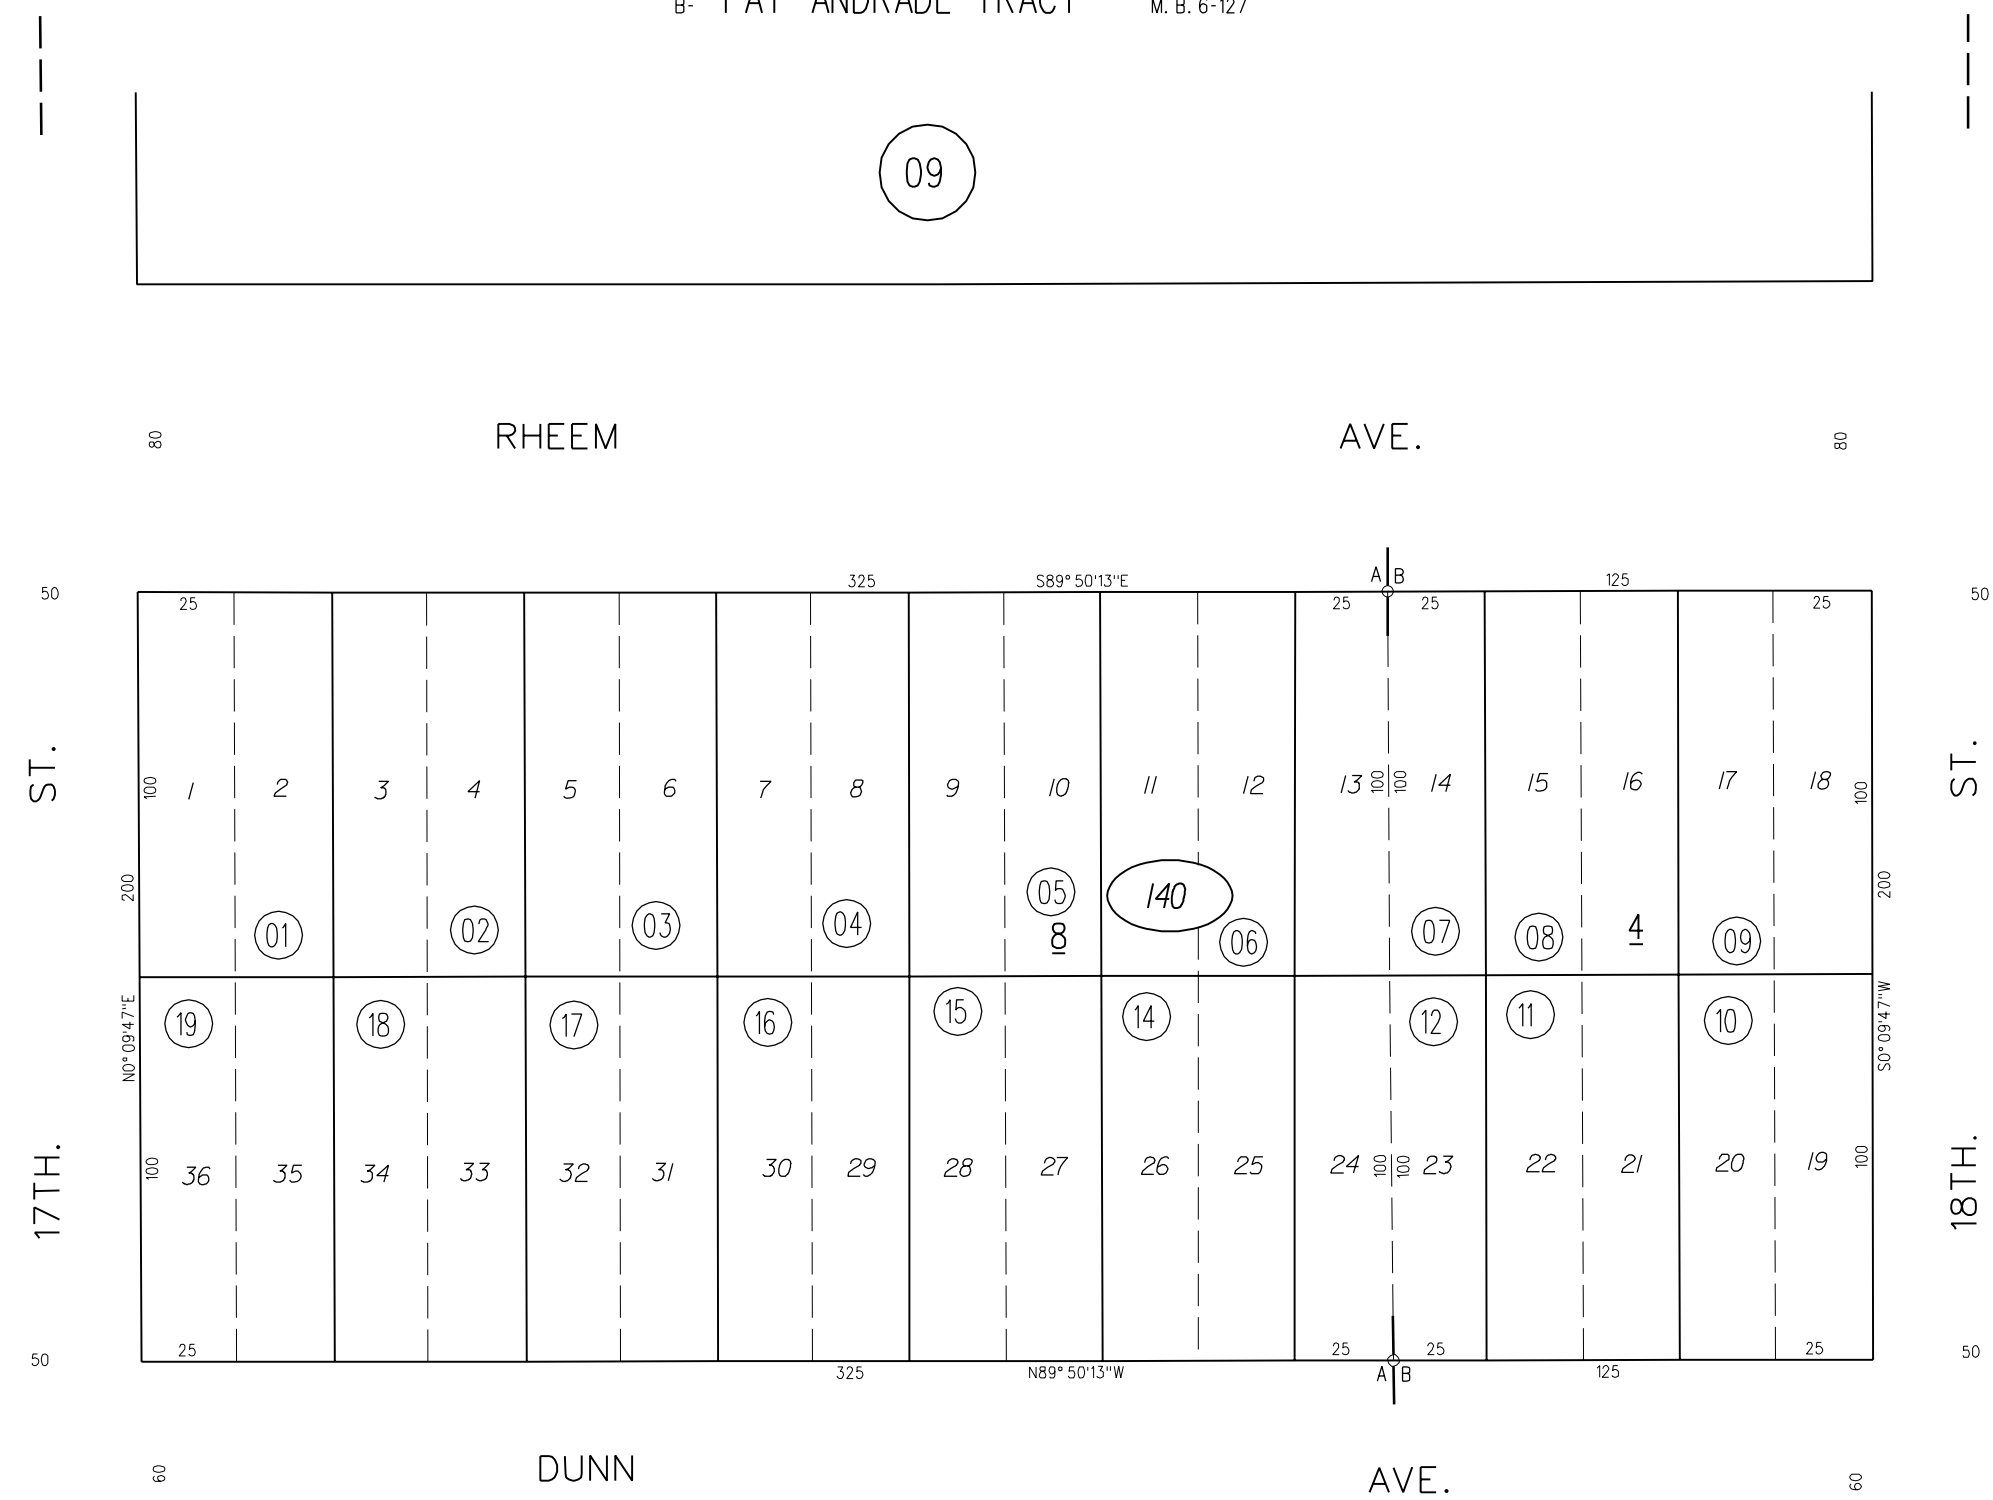 B- ANDRADE TRACT M. B. 6-127
09
80 RHEEM AVE. 80
50 325 S89° 50'13"E A B 125 50
25 25 25 25
ST. ST.
100 1 2 3 4 5 6 7 8 9 10 11 12 13 100 100 14 15 16 17 18 100
200 140 200
01 02 03 04 05 06 07 08 09
8 4
19 18 17 16 15 14 12 11 10
N0° 09'47"E S0° 09'47"W
100 36 35 34 33 32 31 30 29 28 27 26 25 24 100 100 23 22 21 20 19 100
17TH. 18TH.
25 25 25 25
50 325 N89° 50'13"W A B 125 50
60 DUNN AVE. 60